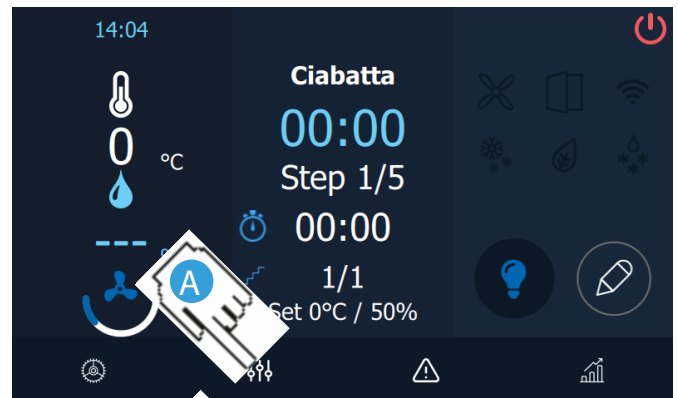 14:04
0 °C
---
Ciabatta
00:00
Step 1/5
00:00
1/1
Set 0°C / 50%
A